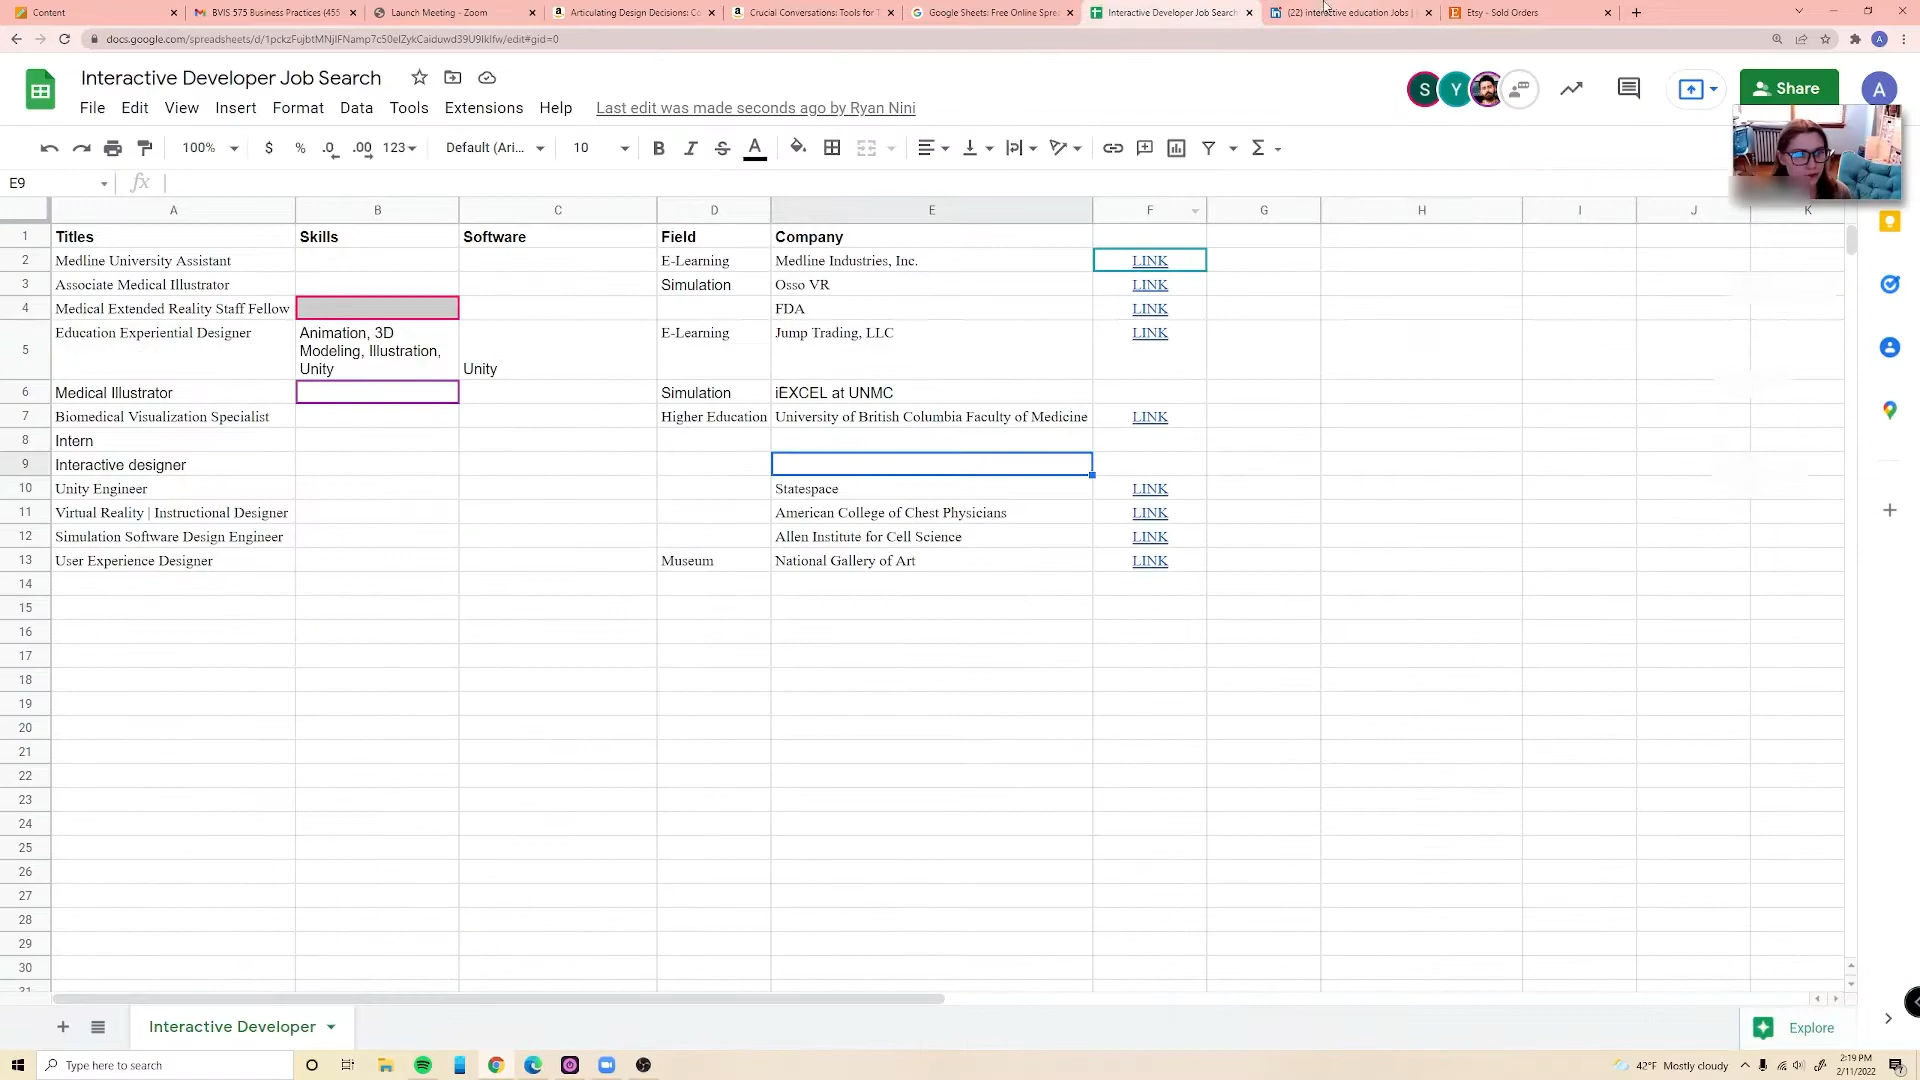 Content
BVIS 575 Business Practices (455
Launch Meeting - Zoom
Articulating Design Decisions: Co
Crucial Conversations: Tools for T
Google Sheets: Free Online Spre
Interactive Developer Job Search
(22) interactive education Jobs |
Etsy - Sold Orders
Interactive Developer Job Search
File Edit View Insert Format Data Tools Extensions Help Last edit was made seconds ago by Ryan Nini
S Y
Share
A
100% $ % .0 .00 123 Default (Ari... 10 B I S A
E9 fx
A B C D E F G H I J K
1 Titles Skills Software Field Company
2 Medline University Assistant E-Learning Medline Industries, Inc. LINK
3 Associate Medical Illustrator Simulation Osso VR LINK
4 Medical Extended Reality Staff Fellow FDA LINK
5 Education Experiential Designer Animation, 3D Modeling, Illustration, Unity Unity E-Learning Jump Trading, LLC LINK
6 Medical Illustrator Simulation iEXCEL at UNMC
7 Biomedical Visualization Specialist Higher Education University of British Columbia Faculty of Medicine LINK
8 Intern
9 Interactive designer
10 Unity Engineer Statespace LINK
11 Virtual Reality | Instructional Designer American College of Chest Physicians LINK
12 Simulation Software Design Engineer Allen Institute for Cell Science LINK
13 User Experience Designer Museum National Gallery of Art LINK
14
15
16
17
18
19
20
21
22
23
24
25
26
27
28
29
30
31
Interactive Developer
Explore
Type here to search
42°F Mostly cloudy
2:19 PM
2/11/2022